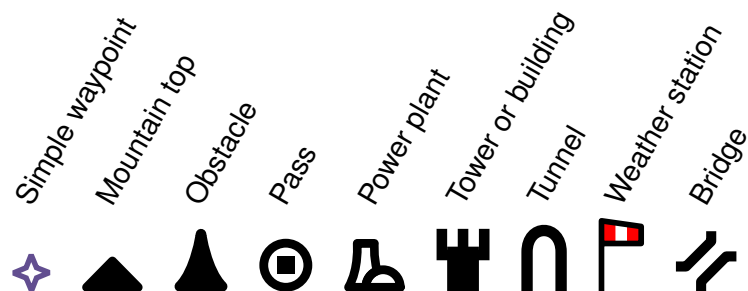 Simple waypoint
Mountain top
Obstacle
Pass
Power plant
Tower or building
Tunnel
Weather station
Bridge